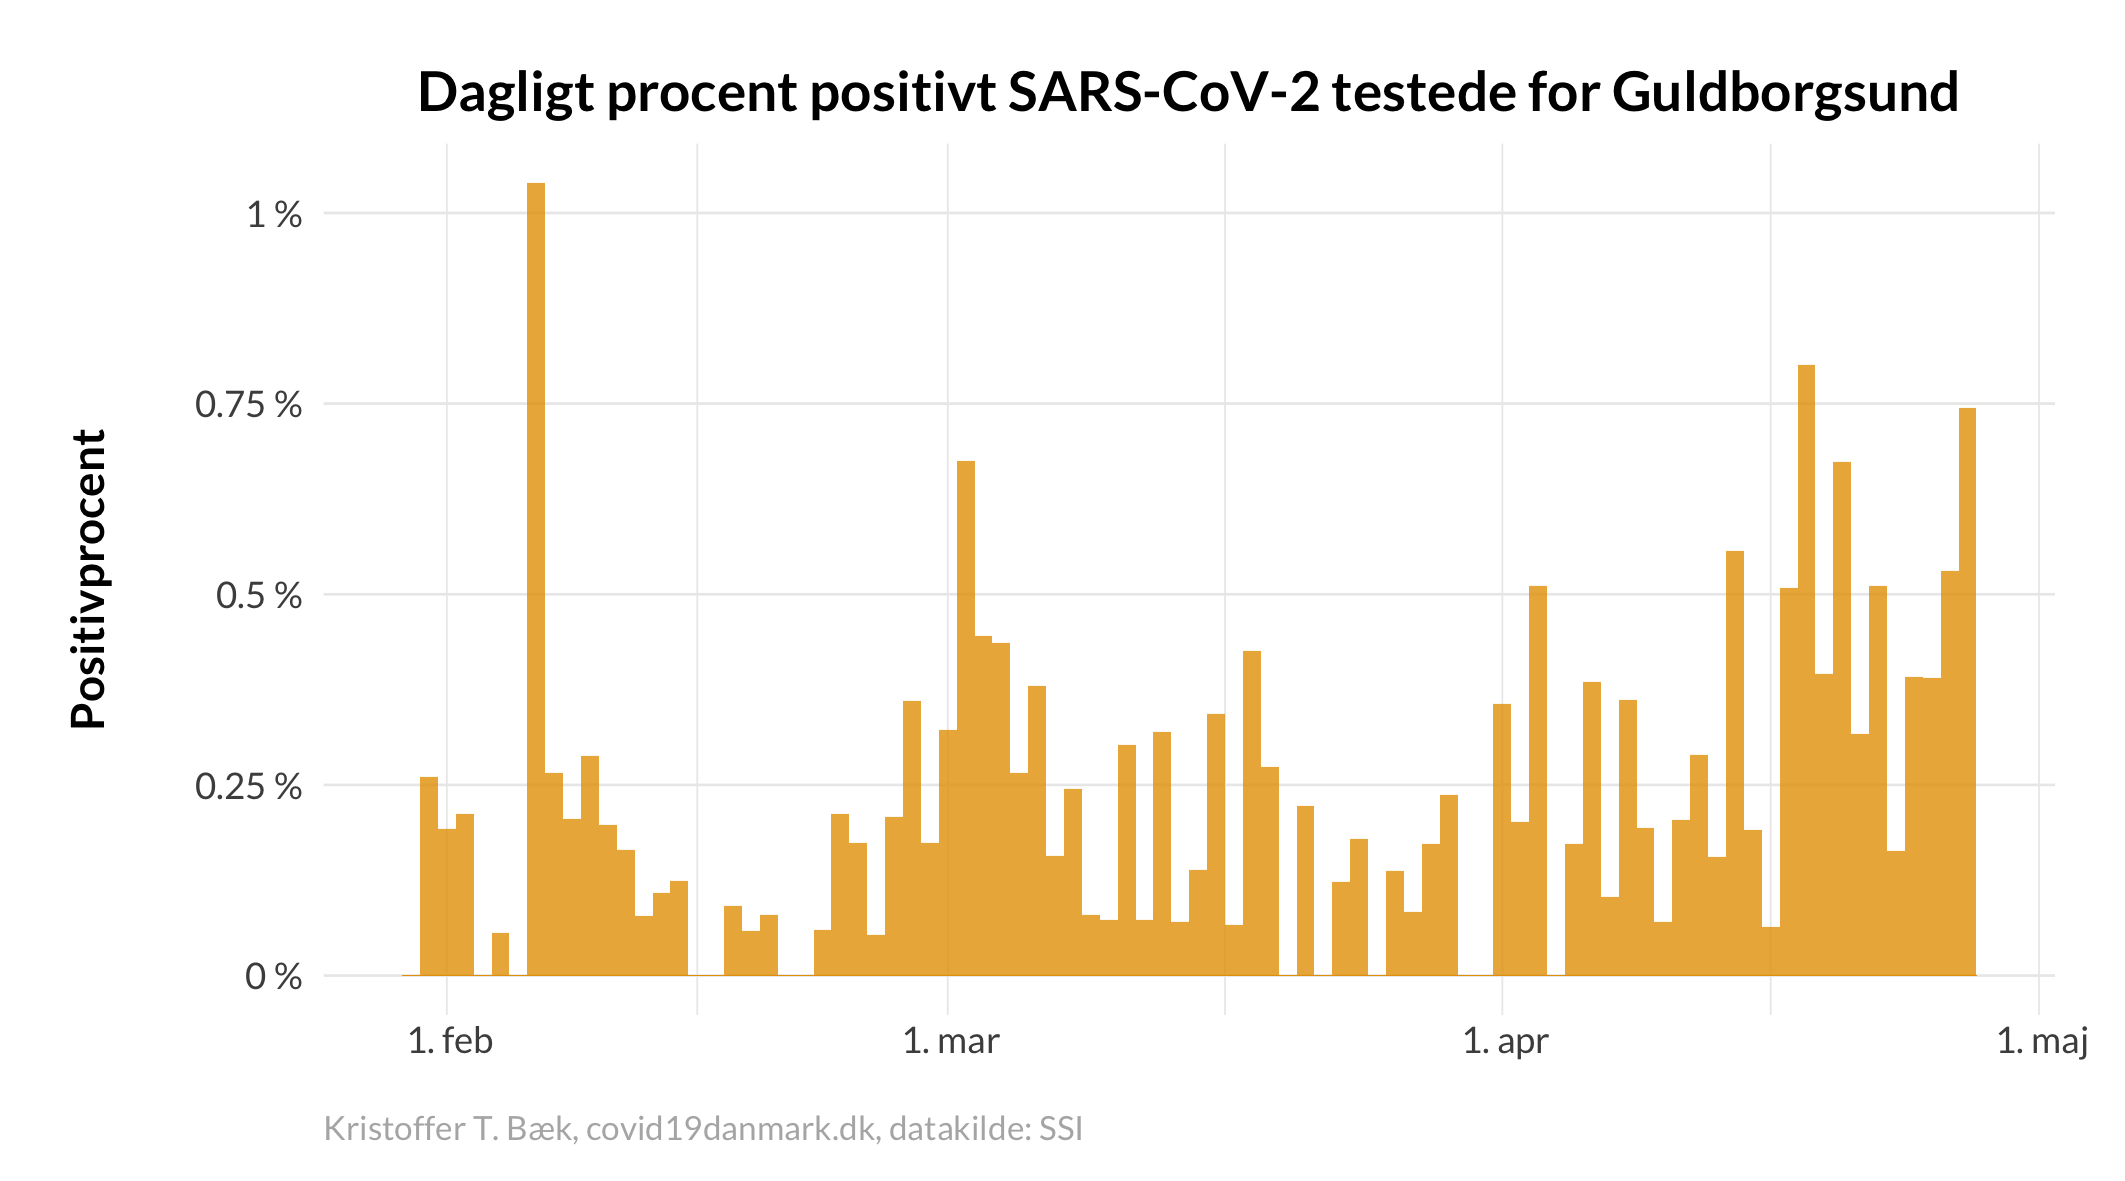 Dagligt procent positivt SARS-CoV-2 testede for Guldborgsund
Positivprocent
1 %
0.75 %
0.5 %
0.25 %
0 %
1. feb
1. mar
1. apr
1. maj
Kristoffer T. Bæk, covid19danmark.dk, datakilde: SSI